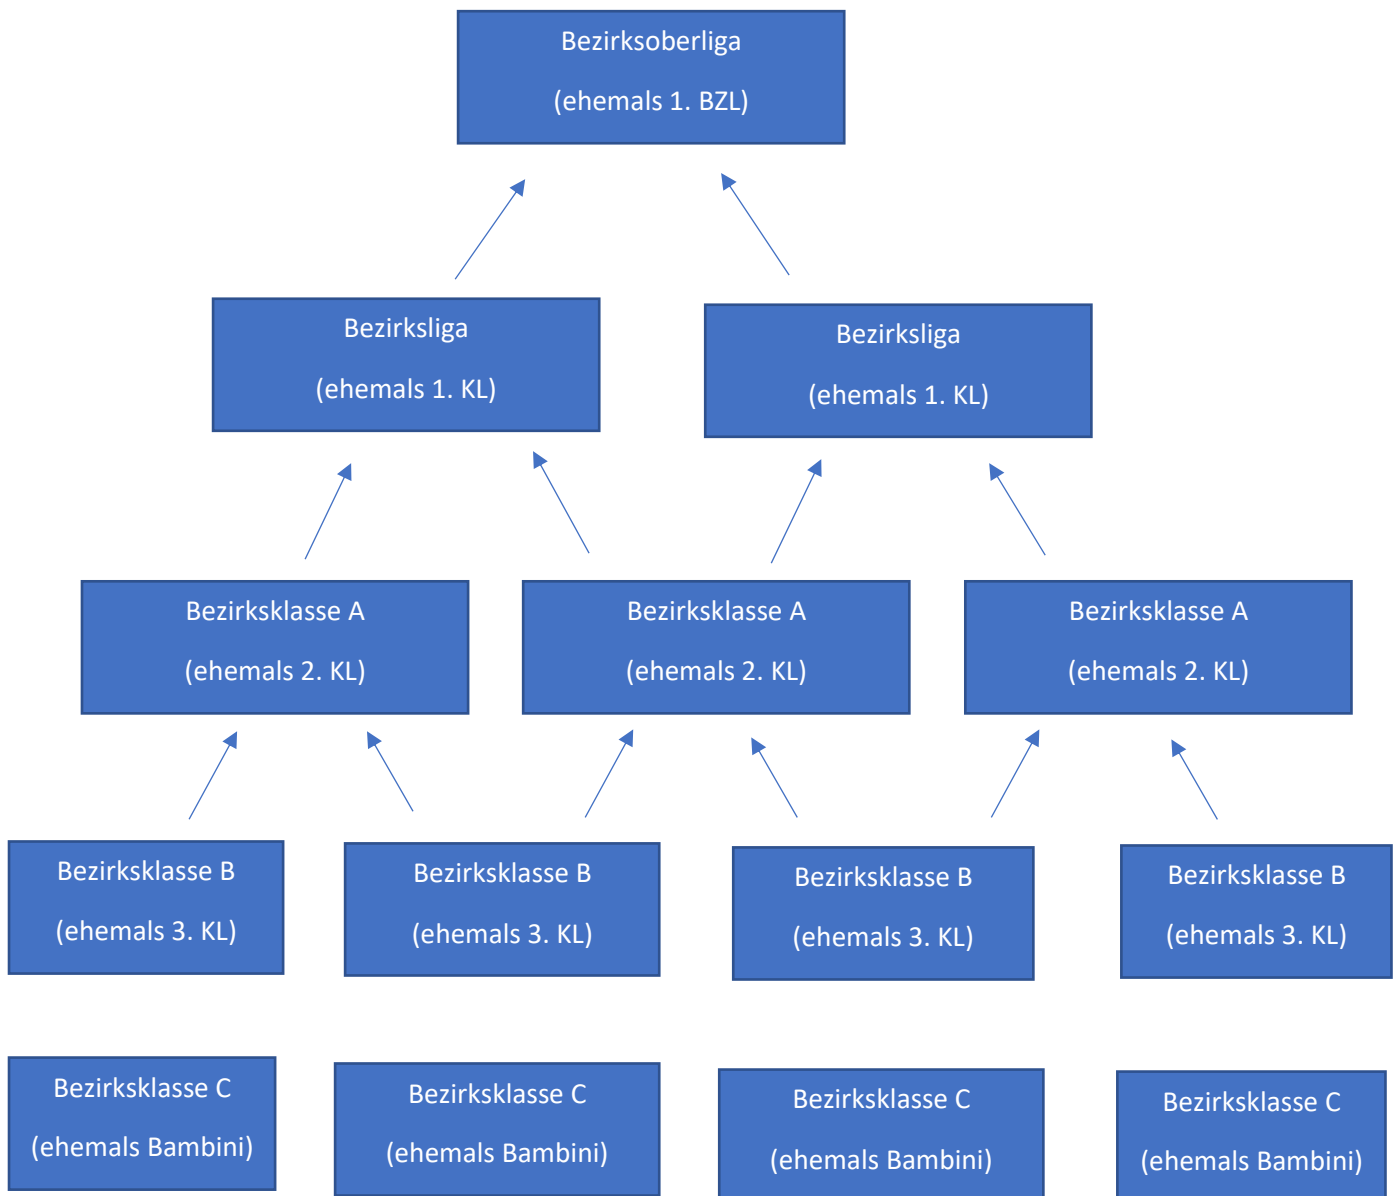 Bezirksoberliga
(ehemals 1. BZL)
Bezirksliga
(ehemals 1. KL)
Bezirksliga
(ehemals 1. KL)
Bezirksklasse A
(ehemals 2. KL)
Bezirksklasse A
(ehemals 2. KL)
Bezirksklasse A
(ehemals 2. KL)
Bezirksklasse B
(ehemals 3. KL)
Bezirksklasse B
(ehemals 3. KL)
Bezirksklasse B
(ehemals 3. KL)
Bezirksklasse B
(ehemals 3. KL)
Bezirksklasse C
(ehemals Bambini)
Bezirksklasse C
(ehemals Bambini)
Bezirksklasse C
(ehemals Bambini)
Bezirksklasse C
(ehemals Bambini)